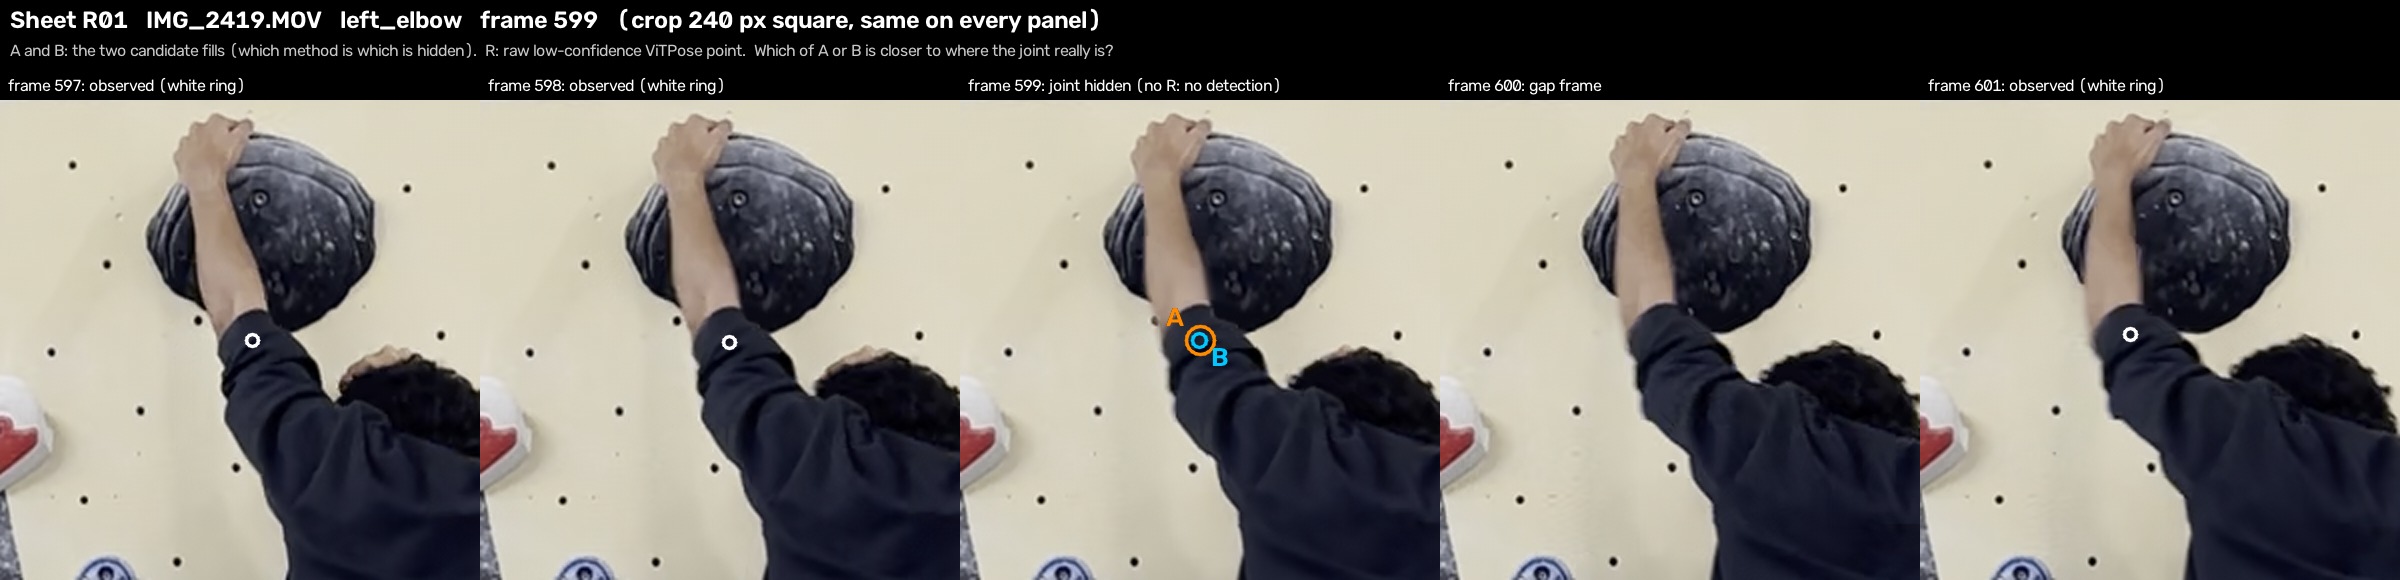 Sheet R01 IMG_2419.MOV left_elbow frame 599 (crop 240 px square, same on every panel)
A and B: the two candidate fills (which method is which is hidden). R: raw low-confidence ViTPose point. Which of A or B is closer to where the joint really is?
frame 597: observed (white ring)
frame 598: observed (white ring)
frame 599: joint hidden (no R: no detection)
frame 600: gap frame
frame 601: observed (white ring)
A
B